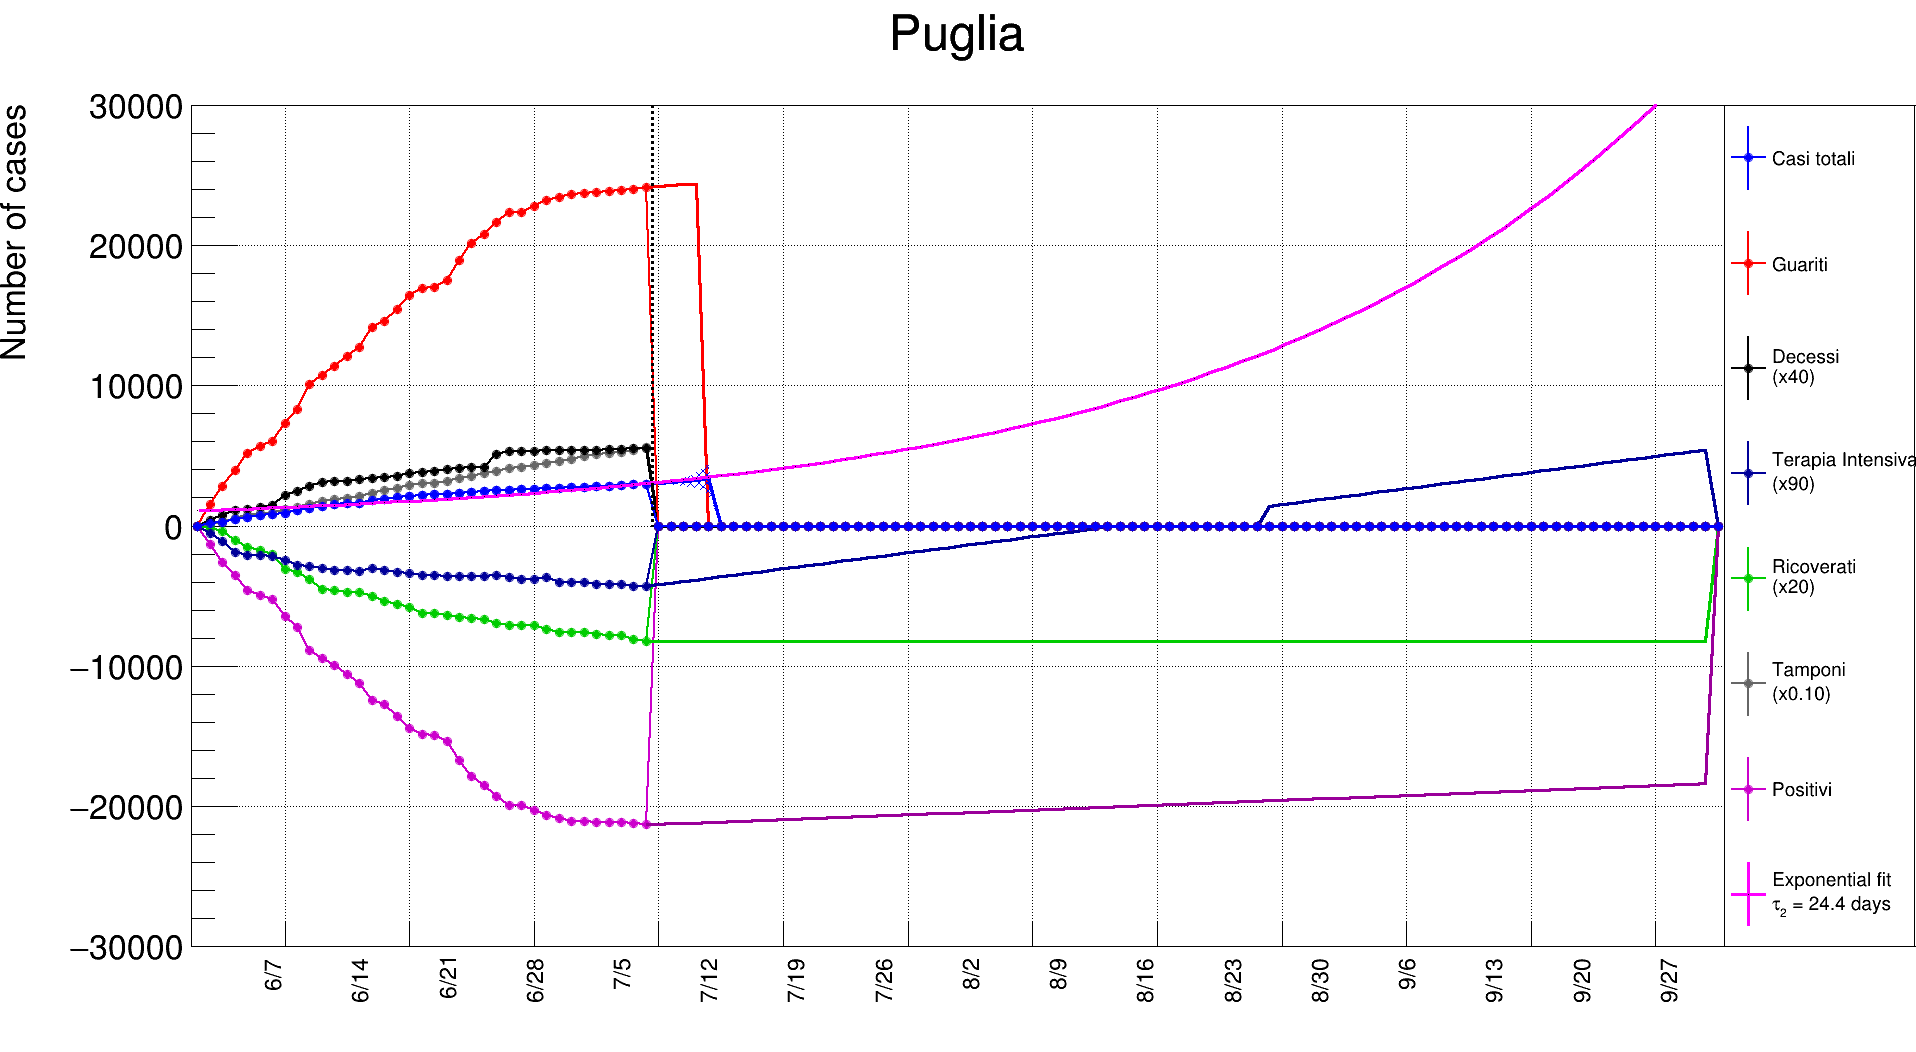 Puglia
Number of cases
30000
20000
10000
0
−10000
−20000
−30000
6/7
6/14
6/21
6/28
7/5
7/12
7/19
7/26
8/2
8/9
8/16
8/23
8/30
9/6
9/13
9/20
9/27
Casi totali
Guariti
Decessi
(x40)
Terapia Intensiva
(x90)
Ricoverati
(x20)
Tamponi
(x0.10)
Positivi
Exponential fit
τ2 = 24.4 days